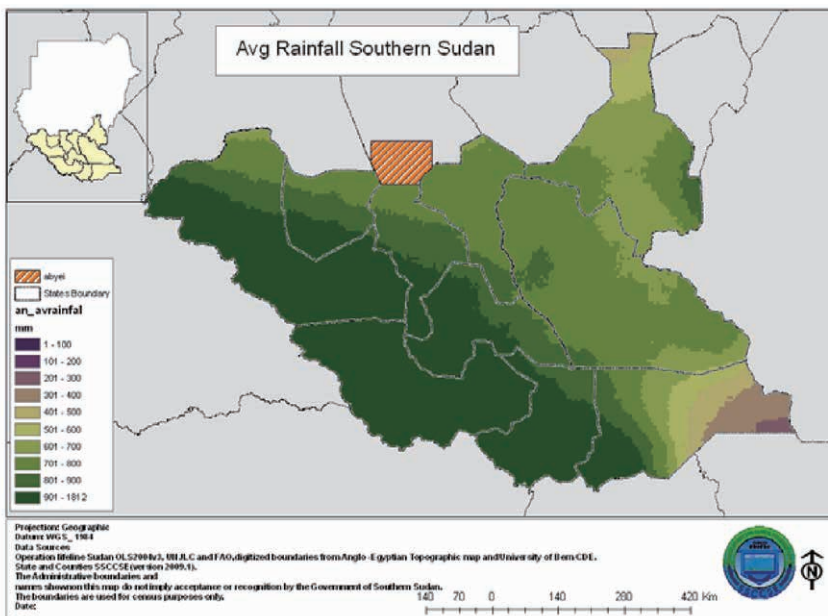 Avg Rainfall Southern Sudan
abyei
States Boundary
an_avrainfal
mm
1 - 100
101 - 200
201 - 300
301 - 400
401 - 500
501 - 600
601 - 700
701 - 800
801 - 900
901 - 1812
Projection: Geographic
Datum: WGS_ 1984
Data Sources
Operation lifeline Sudan OLS2004v3, UNJLC and FAO,digitized boundaries from Anglo -Egyptian Topographic map and University of Bern CDE.
State and Counties SSCCSE(version 2009.1).
The Administrative boundaries and
names shown on this map do not imply acceptance or recognition by the Government of Southern Sudan.
The boundaries are used for census purposes only.
Date:
140 70 0 140 280 420 Km
N